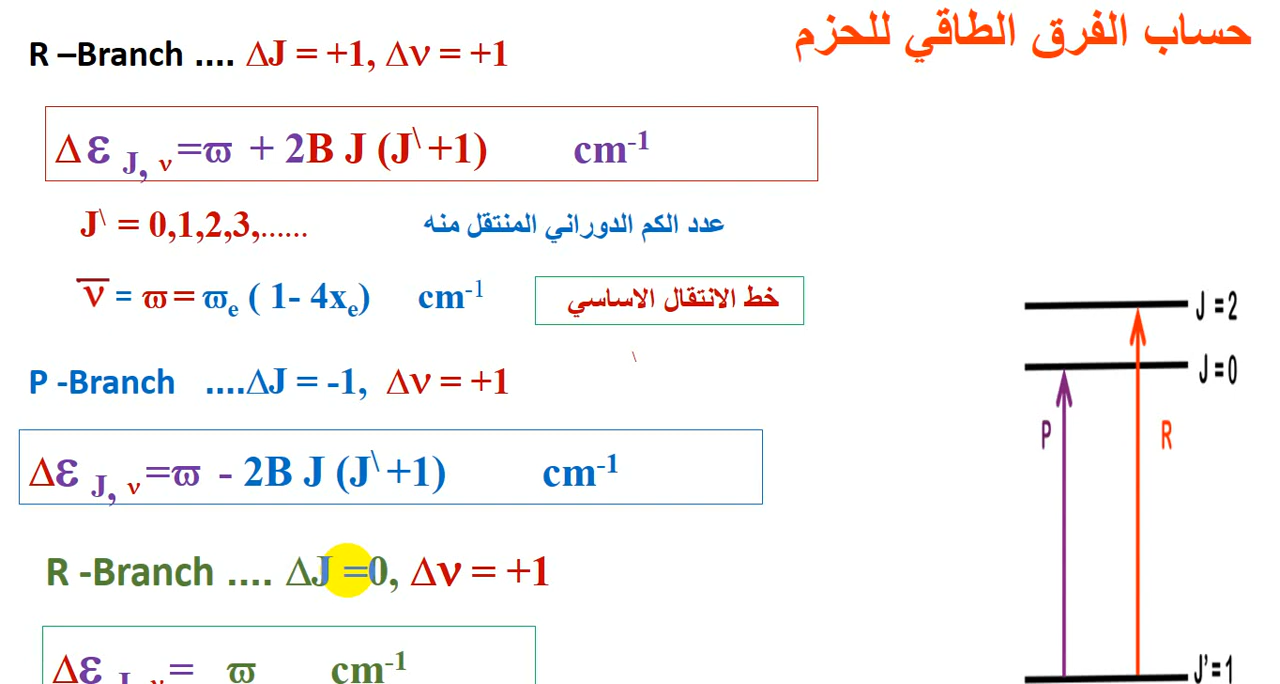 حساب الفرق الطاقي للحزم
R –Branch .... ΔJ = +1, Δν = +1
Δε J, ν =ϖ + 2B J (J\ +1) cm-1
J\ = 0,1,2,3,...... عدد الكم الدوراني المنتقل منه
ν̅ = ϖ = ϖe ( 1- 4xe) cm-1 خط الانتقال الاساسي
\
P -Branch ....ΔJ = -1, Δν = +1
Δε J, ν =ϖ - 2B J (J\ +1) cm-1
R -Branch .... ΔJ =0, Δν = +1
Δε J, ν = ϖ cm-1
J = 2
J = 0
P R
J’= 1